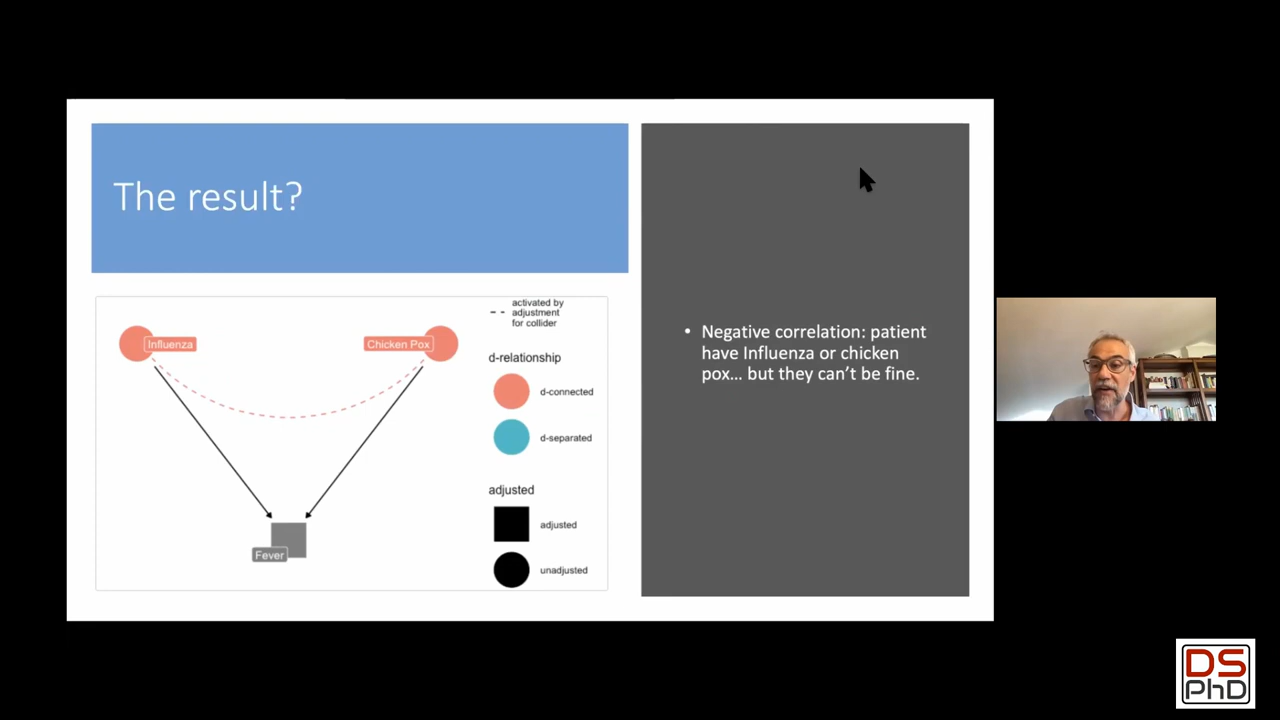 The result?
• Negative correlation: patient
have Influenza or chicken
pox... but they can't be fine.
Influenza
Chicken Pox
Fever
activated by
adjustment
for collider
d-relationship
d-connected
d-separated
adjusted
adjusted
unadjusted
DS
PhD